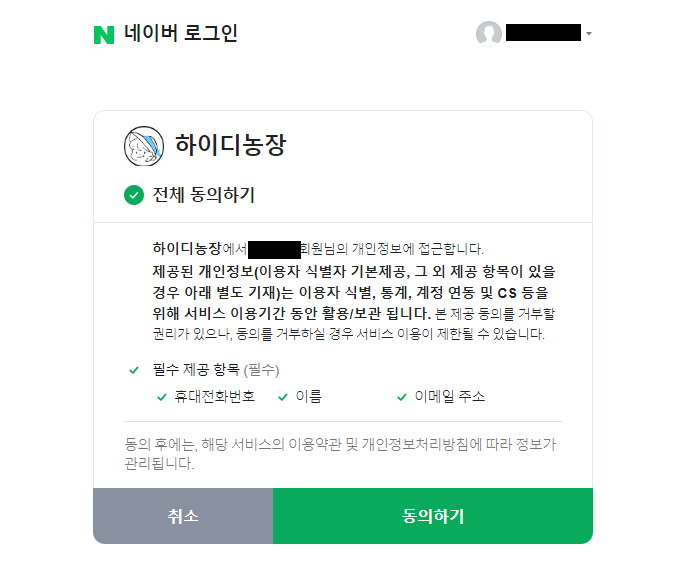 네이버 로그인
하이디농장
전체 동의하기
하이디농장에서 회원님의 개인정보에 접근합니다.
제공된 개인정보(이용자 식별자 기본제공, 그 외 제공 항목이 있을
경우 아래 별도 기재)는 이용자 식별, 통계, 계정 연동 및 CS 등을
위해 서비스 이용기간 동안 활용/보관 됩니다. 본 제공 동의를 거부할
권리가 있으나, 동의를 거부하실 경우 서비스 이용이 제한될 수 있습니다.
필수 제공 항목 (필수)
휴대전화번호 이름 이메일 주소
동의 후에는, 해당 서비스의 이용약관 및 개인정보처리방침에 따라 정보가
관리됩니다.
취소 동의하기